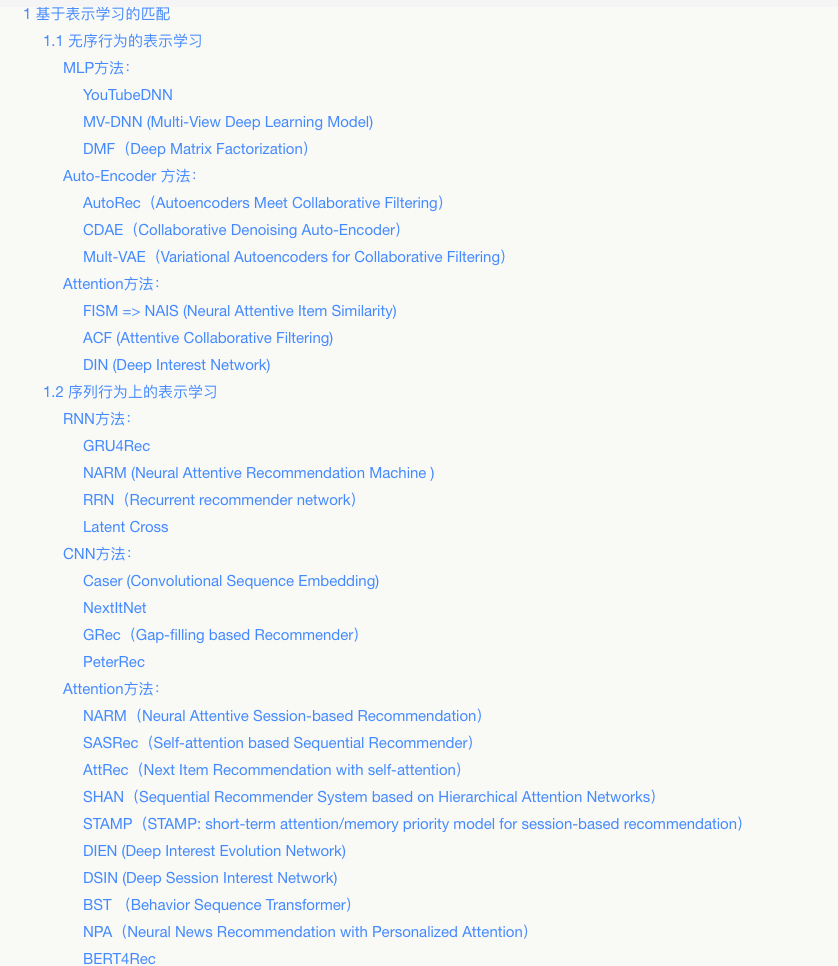 1 基于表示学习的匹配
1.1 无序行为的表示学习
MLP方法：
YouTubeDNN
MV-DNN (Multi-View Deep Learning Model)
DMF（Deep Matrix Factorization）
Auto-Encoder 方法：
AutoRec（Autoencoders Meet Collaborative Filtering）
CDAE（Collaborative Denoising Auto-Encoder）
Mult-VAE（Variational Autoencoders for Collaborative Filtering）
Attention方法：
FISM => NAIS (Neural Attentive Item Similarity)
ACF (Attentive Collaborative Filtering)
DIN (Deep Interest Network)
1.2 序列行为上的表示学习
RNN方法：
GRU4Rec
NARM (Neural Attentive Recommendation Machine )
RRN（Recurrent recommender network）
Latent Cross
CNN方法：
Caser (Convolutional Sequence Embedding)
NextItNet
GRec（Gap-filling based Recommender）
PeterRec
Attention方法：
NARM（Neural Attentive Session-based Recommendation）
SASRec（Self-attention based Sequential Recommender）
AttRec（Next Item Recommendation with self-attention）
SHAN（Sequential Recommender System based on Hierarchical Attention Networks）
STAMP（STAMP: short-term attention/memory priority model for session-based recommendation）
DIEN (Deep Interest Evolution Network)
DSIN (Deep Session Interest Network)
BST （Behavior Sequence Transformer）
NPA（Neural News Recommendation with Personalized Attention）
BERT4Rec